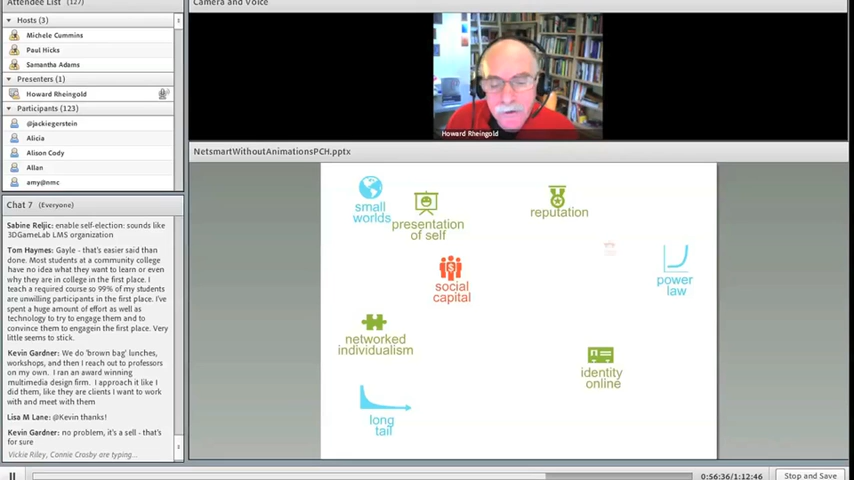 Attendee List (127)
Hosts (3)
Michele Cummins
Paul Hicks
Samantha Adams
Presenters (1)
Howard Rheingold
Participants (123)
@jackiegerstein
Alicia
Alison Cody
Allan
amy@nmc
Chat 7 (Everyone)
Sabine Reljic: enable self-election: sounds like
3DGameLab LMS organization
Tom Haynes: Gayle - that's easier said than
done. Most students at a community college
have no idea what they want to learn or even
why they are in college in the first place. I
teach a required course so 99% of my students
are unwilling participants in the first place. I've
spent a huge amount of effort as well as
technology to try to engage them and to
convince them to engagein the first place. Very
little seems to stick.
Kevin Gardner: We do 'brown bag' lunches,
workshops, and then I reach out to professors
on my own. I ran an award winning
multimedia design firm. I approach it like I
did them, like they are clients I want to work
with and meet with them
Lisa M Lane: @Kevin thanks!
Kevin Gardner: no problem, it's a sell - that's
for sure
Vickie Riley, Connie Crosby are typing...
Camera and Voice
Howard Rheingold
NetsmartWithoutAnimationsPCH.pptx
small
worlds
presentation
of self
reputation
social
capital
power
law
networked
individualism
identity
online
long
tail
0:56:36/1:12:46
Stop and Save